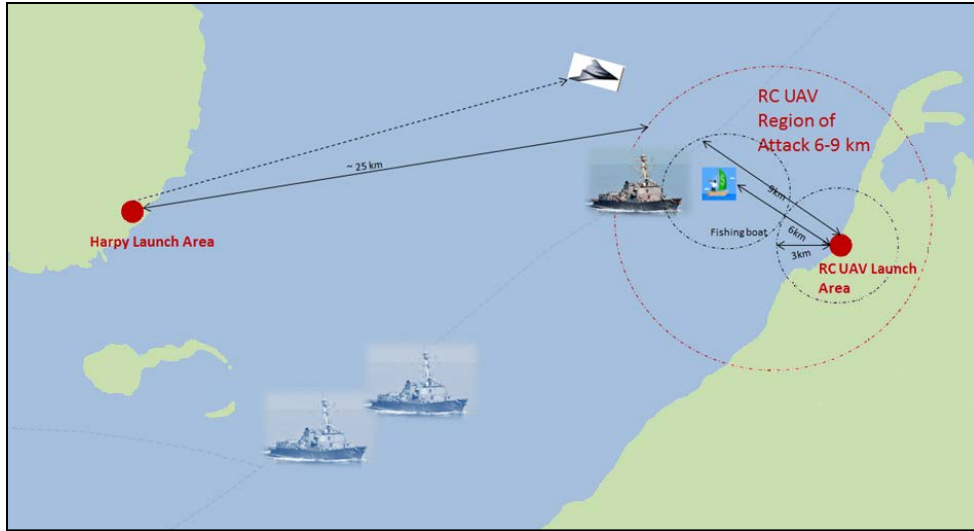 RC UAV
Region of
Attack 6-9 km
~ 25 km
9km
Harpy Launch Area
Fishing boat
6km
3km
RC UAV Launch
Area